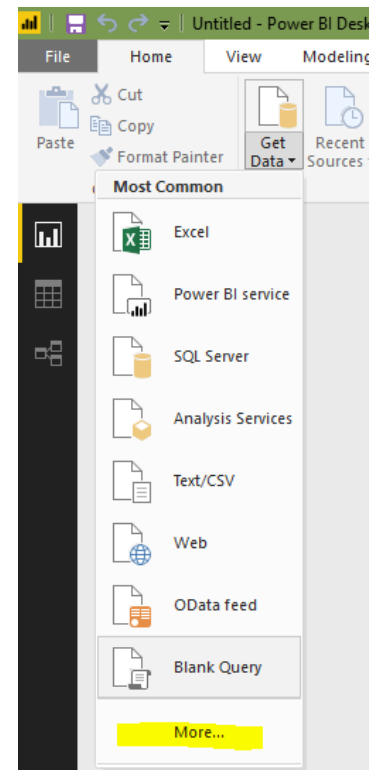 Untitled - Power BI Desk
File Home View Modeling
Cut
Copy
Format Painter
Paste
Get Data
Recent Sources
Most Common
Excel
Power BI service
SQL Server
Analysis Services
Text/CSV
Web
OData feed
Blank Query
More...